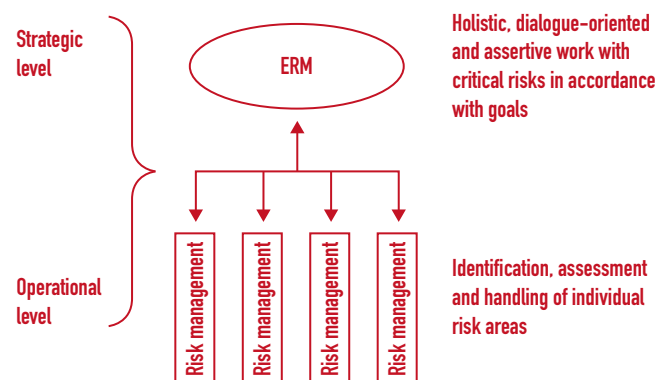 Strategic
level
ERM
Holistic, dialogue-oriented
and assertive work with
critical risks in accordance
with goals
Operational
level
Risk management
Risk management
Risk management
Risk management
Identification, assessment
and handling of individual
risk areas